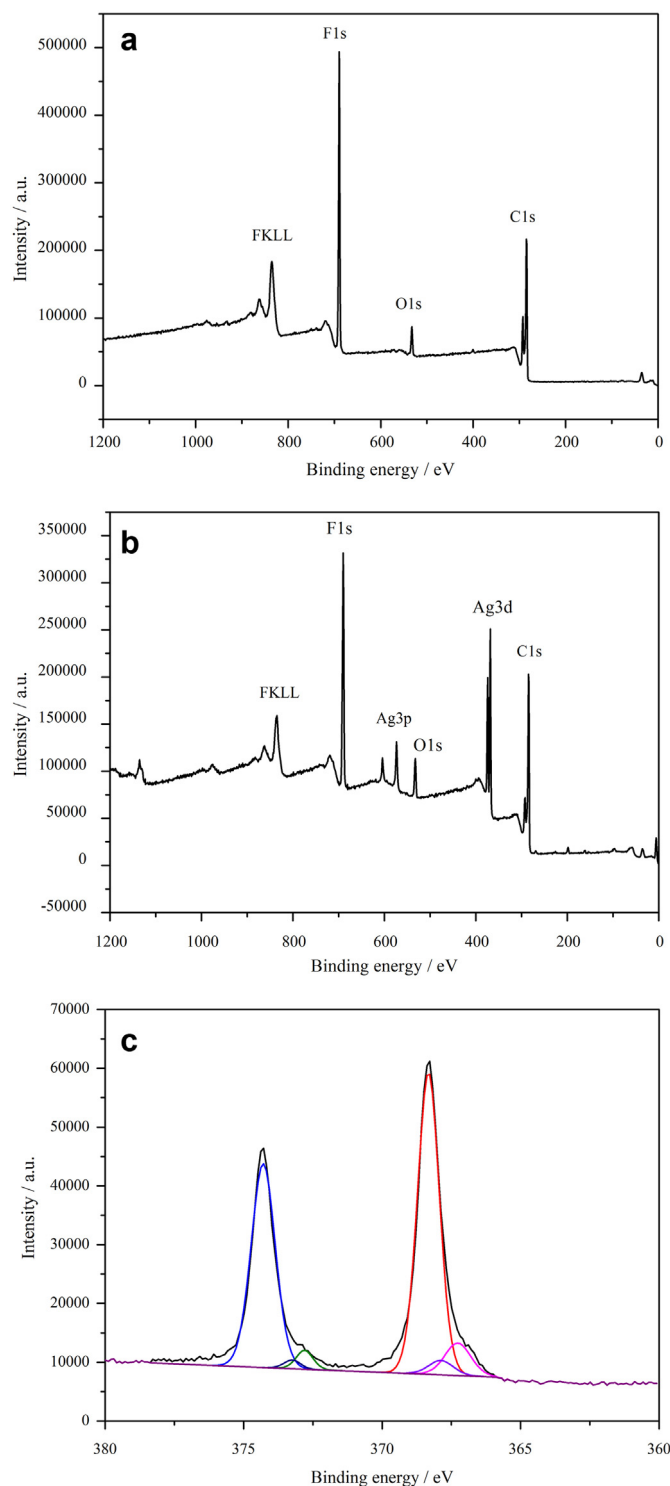 a
F1s
FKLL
O1s
C1s
500000
400000
300000
200000
100000
0
Intensity / a.u.
1200 1000 800 600 400 200 0
Binding energy / eV
b
F1s
Ag3d
C1s
FKLL
Ag3p
O1s
350000
300000
250000
200000
150000
100000
50000
0
-50000
Intensity / a.u.
1200 1000 800 600 400 200 0
Binding energy / eV
c
70000
60000
50000
40000
30000
20000
10000
0
Intensity / a.u.
380 375 370 365 360
Binding energy / eV